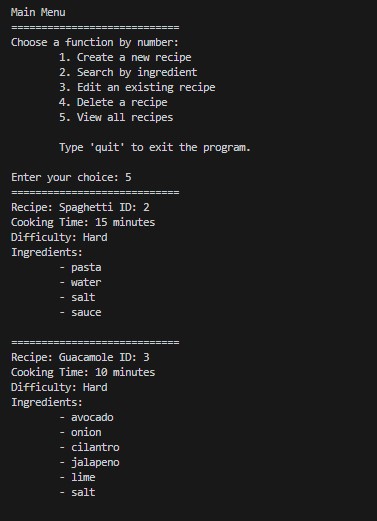 Main Menu
============================
Choose a function by number:
1. Create a new recipe
2. Search by ingredient
3. Edit an existing recipe
4. Delete a recipe
5. View all recipes
Type 'quit' to exit the program.
Enter your choice: 5
============================
Recipe: Spaghetti ID: 2
Cooking Time: 15 minutes
Difficulty: Hard
Ingredients:
- pasta
- water
- salt
- sauce
============================
Recipe: Guacamole ID: 3
Cooking Time: 10 minutes
Difficulty: Hard
Ingredients:
- avocado
- onion
- cilantro
- jalapeno
- lime
- salt